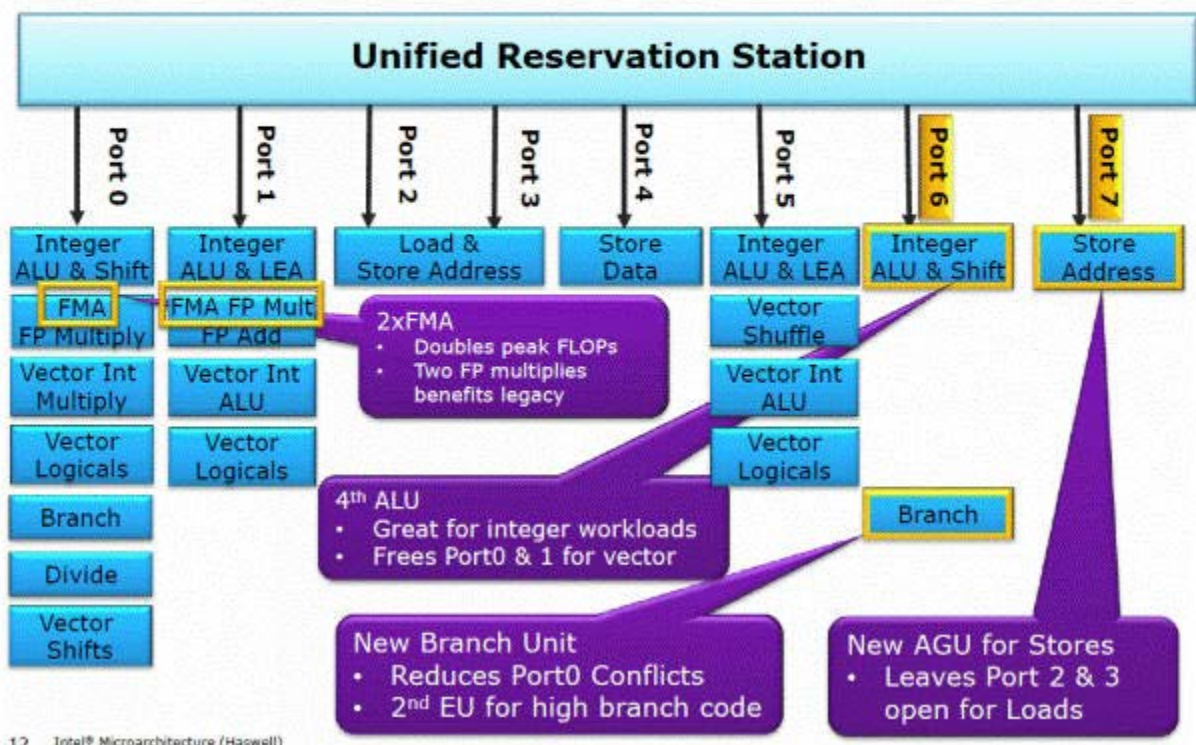 Unified Reservation Station
Port 0
Port 1
Port 2
Port 3
Port 4
Port 5
Port 6
Port 7
Integer
ALU & Shift
Integer
ALU & LEA
Load &
Store Address
Store
Data
Integer
ALU & LEA
Integer
ALU & Shift
Store
Address
FMA
FP Multiply
FMA FP Mult
FP Add
2xFMA
• Doubles peak FLOPs
• Two FP multiplies
benefits legacy
Vector
Shuffle
Vector Int
Multiply
Vector Int
ALU
Vector Int
ALU
Vector
Logicals
Vector
Logicals
Vector
Logicals
4th ALU
• Great for integer workloads
• Frees Port0 & 1 for vector
Branch
Branch
Divide
Vector
Shifts
New Branch Unit
• Reduces Port0 Conflicts
• 2nd EU for high branch code
New AGU for Stores
• Leaves Port 2 & 3
open for Loads
12 Intel® Microarchitecture (Haswell)